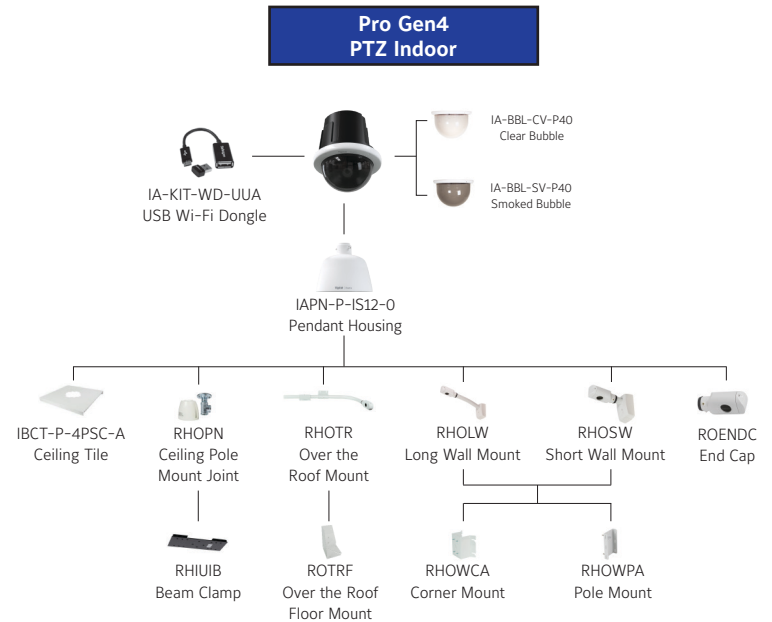 Pro Gen4
PTZ Indoor
IA-BBL-CV-P40
Clear Bubble
IA-KIT-WD-UUA
USB Wi-Fi Dongle
IA-BBL-SV-P40
Smoked Bubble
IAPN-P-IS12-0
Pendant Housing
IBCT-P-4PSC-A
Ceiling Tile
RHOPN
Ceiling Pole
Mount Joint
RHOTR
Over the
Roof Mount
RHOLW
Long Wall Mount
RHOSW
Short Wall Mount
ROENDC
End Cap
RHIUIB
Beam Clamp
ROTRF
Over the Roof
Floor Mount
RHOWCA
Corner Mount
RHOWPA
Pole Mount